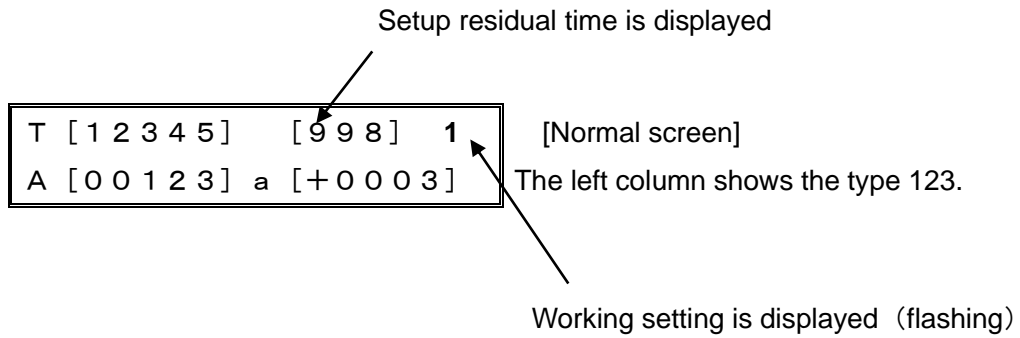 Setup residual time is displayed
T [12345] [998] 1 [Normal screen]
A [00123] a [+0003] The left column shows the type 123.
Working setting is displayed（flashing）